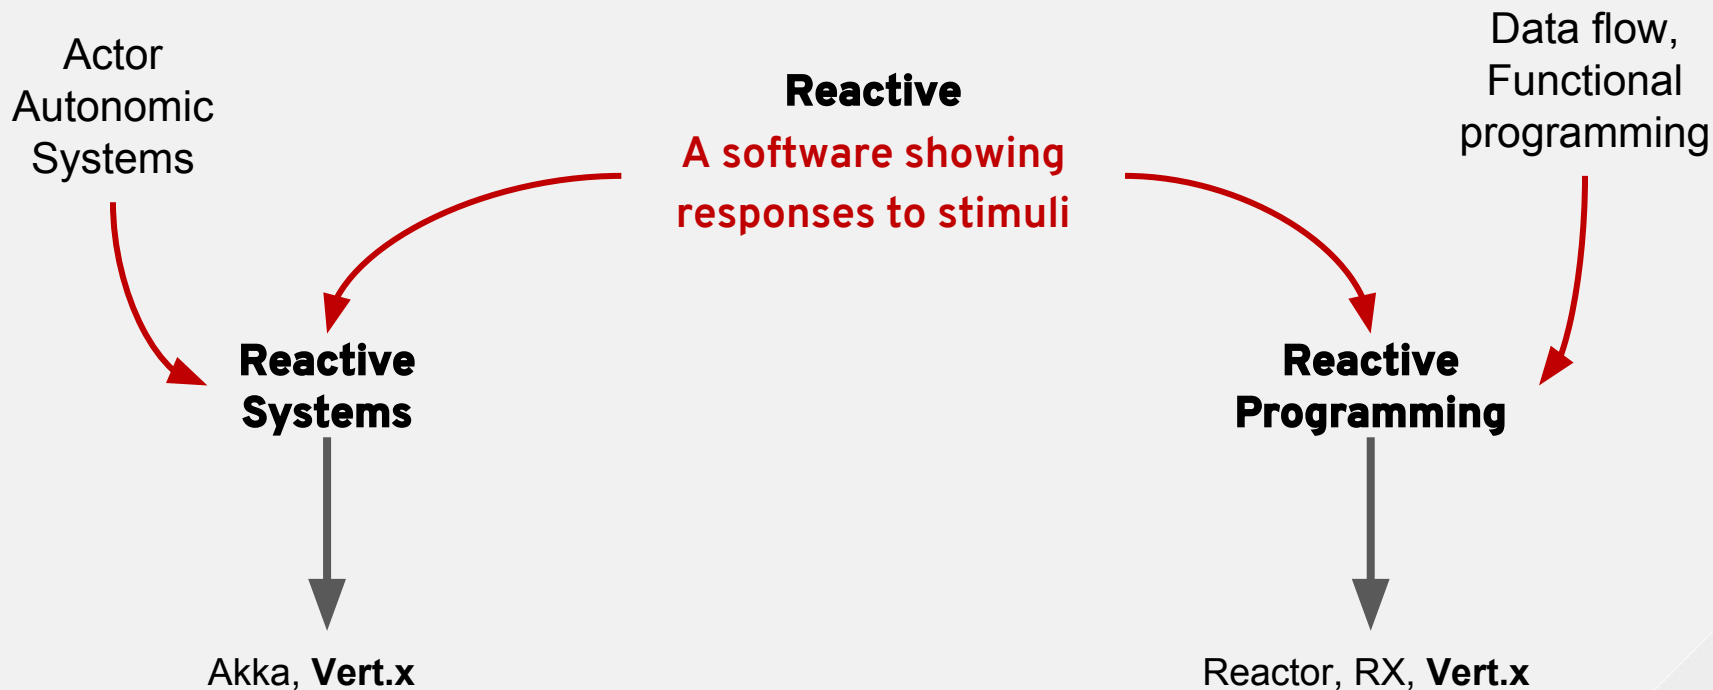 Actor
Autonomic
Systems
Reactive
A software showing
responses to stimuli
Data flow,
Functional
programming
Reactive
Systems
Reactive
Programming
Akka, Vert.x
Reactor, RX, Vert.x